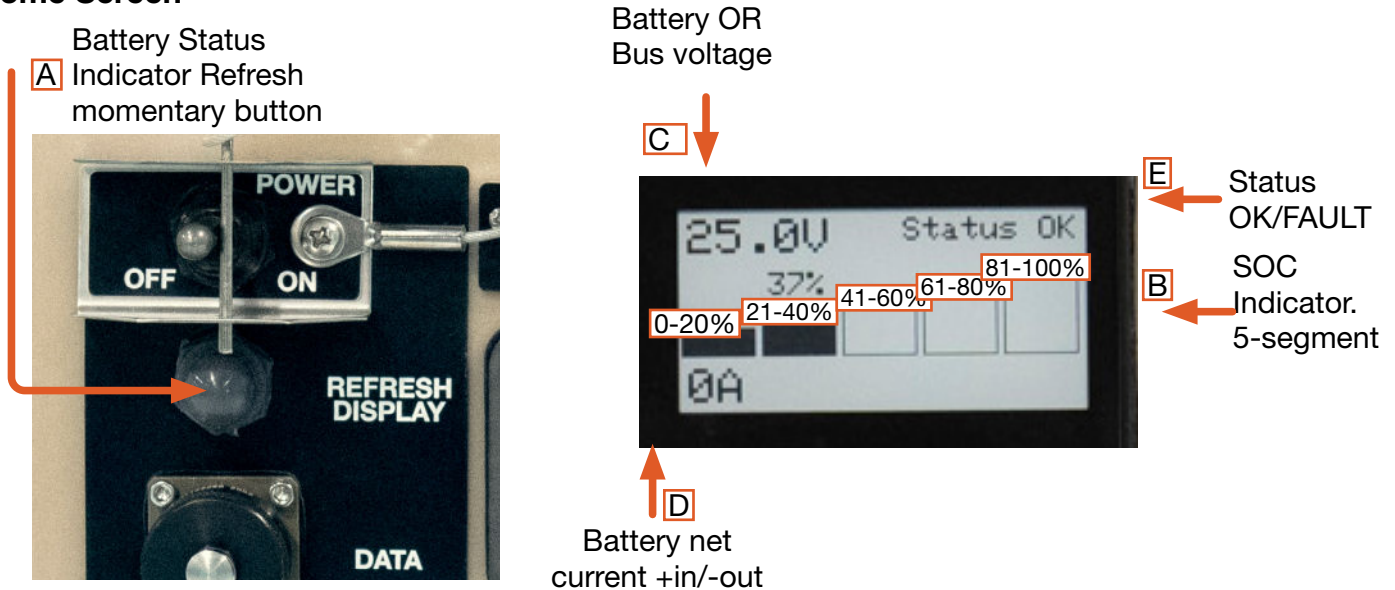 Battery Status
A Indicator Refresh
momentary button
POWER
OFF
ON
REFRESH
DISPLAY
DATA
Battery OR
Bus voltage
C
25.0V
Status OK
37%
0-20%
21-40%
41-60%
61-80%
81-100%
0A
D
Battery net
current +in/-out
E
Status
OK/FAULT
B
SOC
Indicator.
5-segment